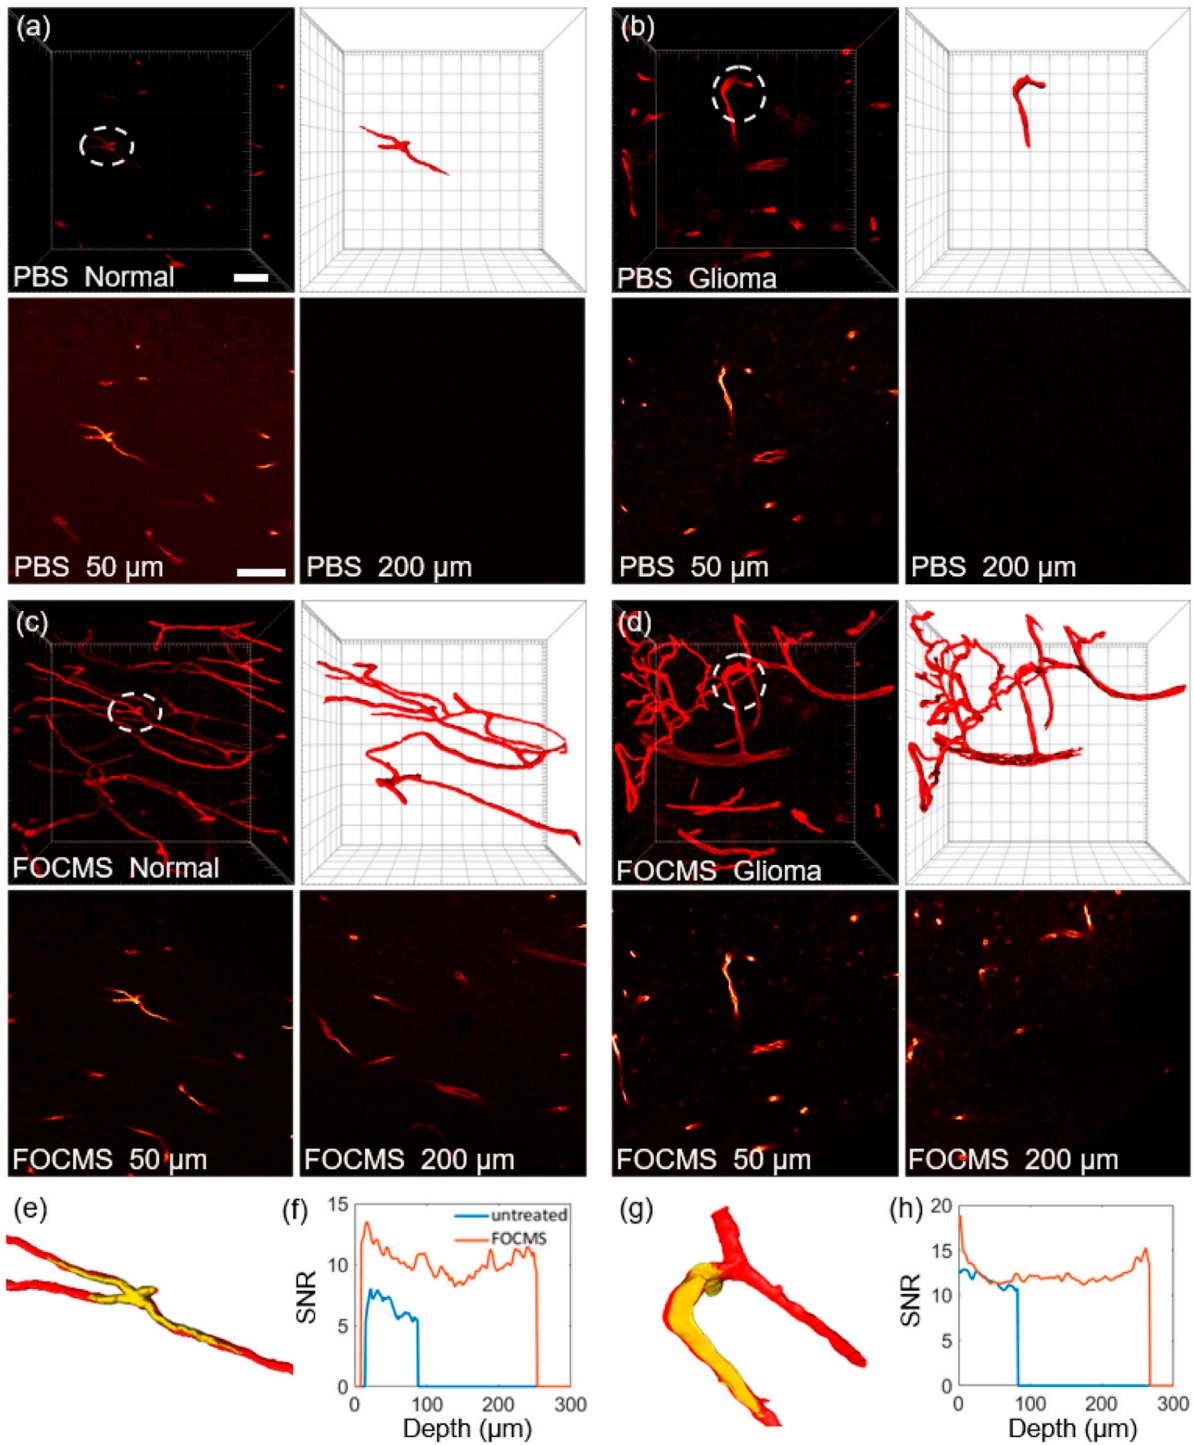 (a)
PBS Normal
(b)
PBS Glioma
PBS 50 µm
PBS 200 µm
PBS 50 µm
PBS 200 µm
(c)
FOCMS Normal
(d)
FOCMS Glioma
FOCMS 50 µm
FOCMS 200 µm
FOCMS 50 µm
FOCMS 200 µm
(e)
(f)
15
10
5
0
SNR
untreated
FOCMS
0 100 200 300
Depth (µm)
(g)
(h)
20
15
10
5
0
SNR
0 100 200 300
Depth (µm)